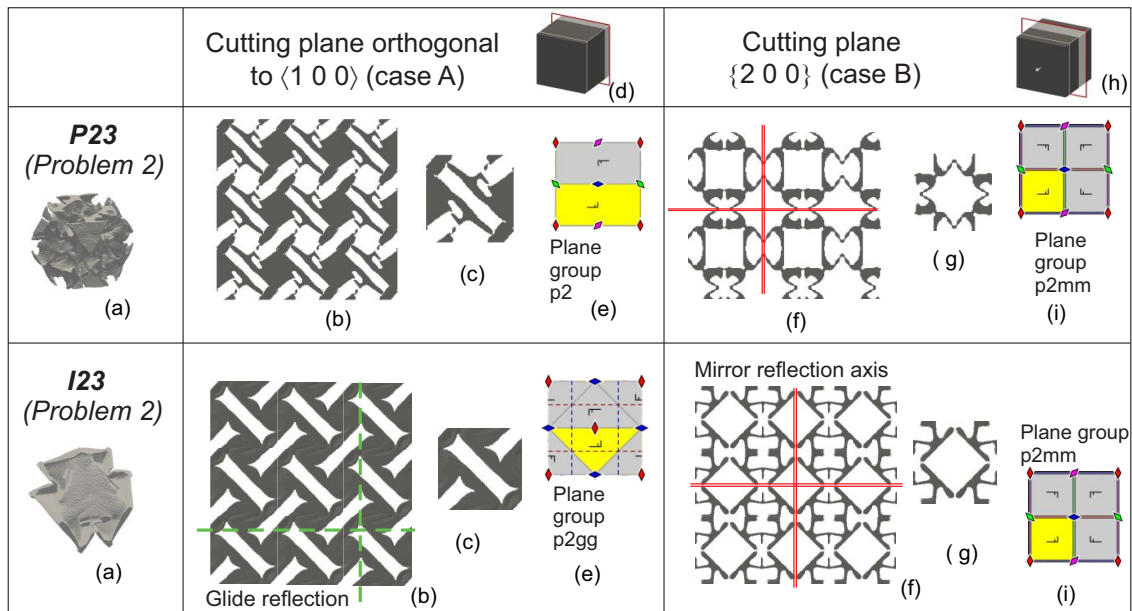 Cutting plane orthogonal
to ⟨1 0 0⟩ (case A)
(d)
Cutting plane
{2 0 0} (case B)
(h)
P23
(Problem 2)
(a)
(b)
(c)
Plane
group
p2
(e)
(f)
( g)
Plane
group
p2mm
(i)
I23
(Problem 2)
(a)
Glide reflection
(b)
(c)
Plane
group
p2gg
(e)
Mirror reflection axis
(f)
( g)
Plane group
p2mm
(i)